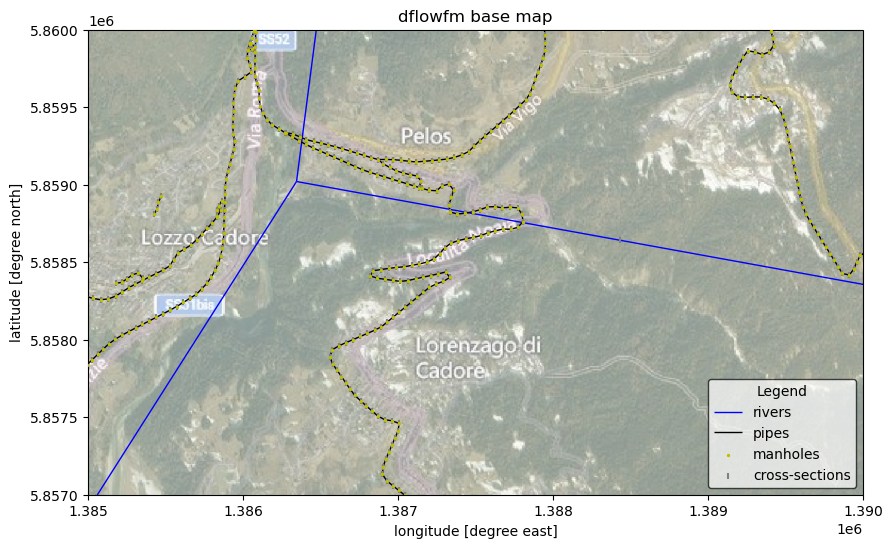 dflowfm base map
1e6
5.8600
5.8595
5.8590
5.8585
5.8580
5.8575
5.8570
latitude [degree north]
SS52
Via Roma
Pelos
Via Vigo
Lozzo Cadore
SS51bis
Lorenzago di
Cadore
Legend
rivers
pipes
manholes
cross-sections
1.385
1.386
1.387
1.388
1.389
1.390
longitude [degree east]
1e6